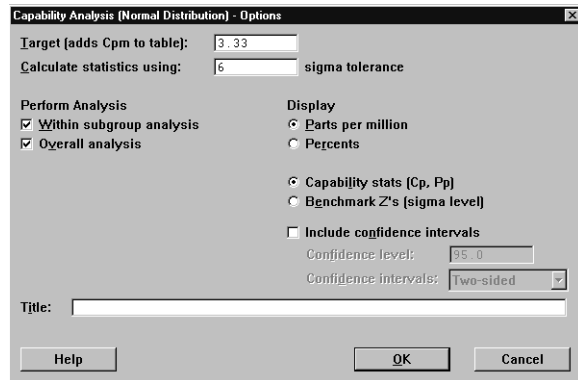 Capability Analysis (Normal Distribution) - Options
Target (adds Cpm to table): 3.33
Calculate statistics using: 6 sigma tolerance
Perform Analysis
Within subgroup analysis
Overall analysis
Display
Parts per million
Percents
Capability stats (Cp, Pp)
Benchmark Z's (sigma level)
Include confidence intervals
Confidence level: 95.0
Confidence intervals: Two-sided
Title:
Help OK Cancel